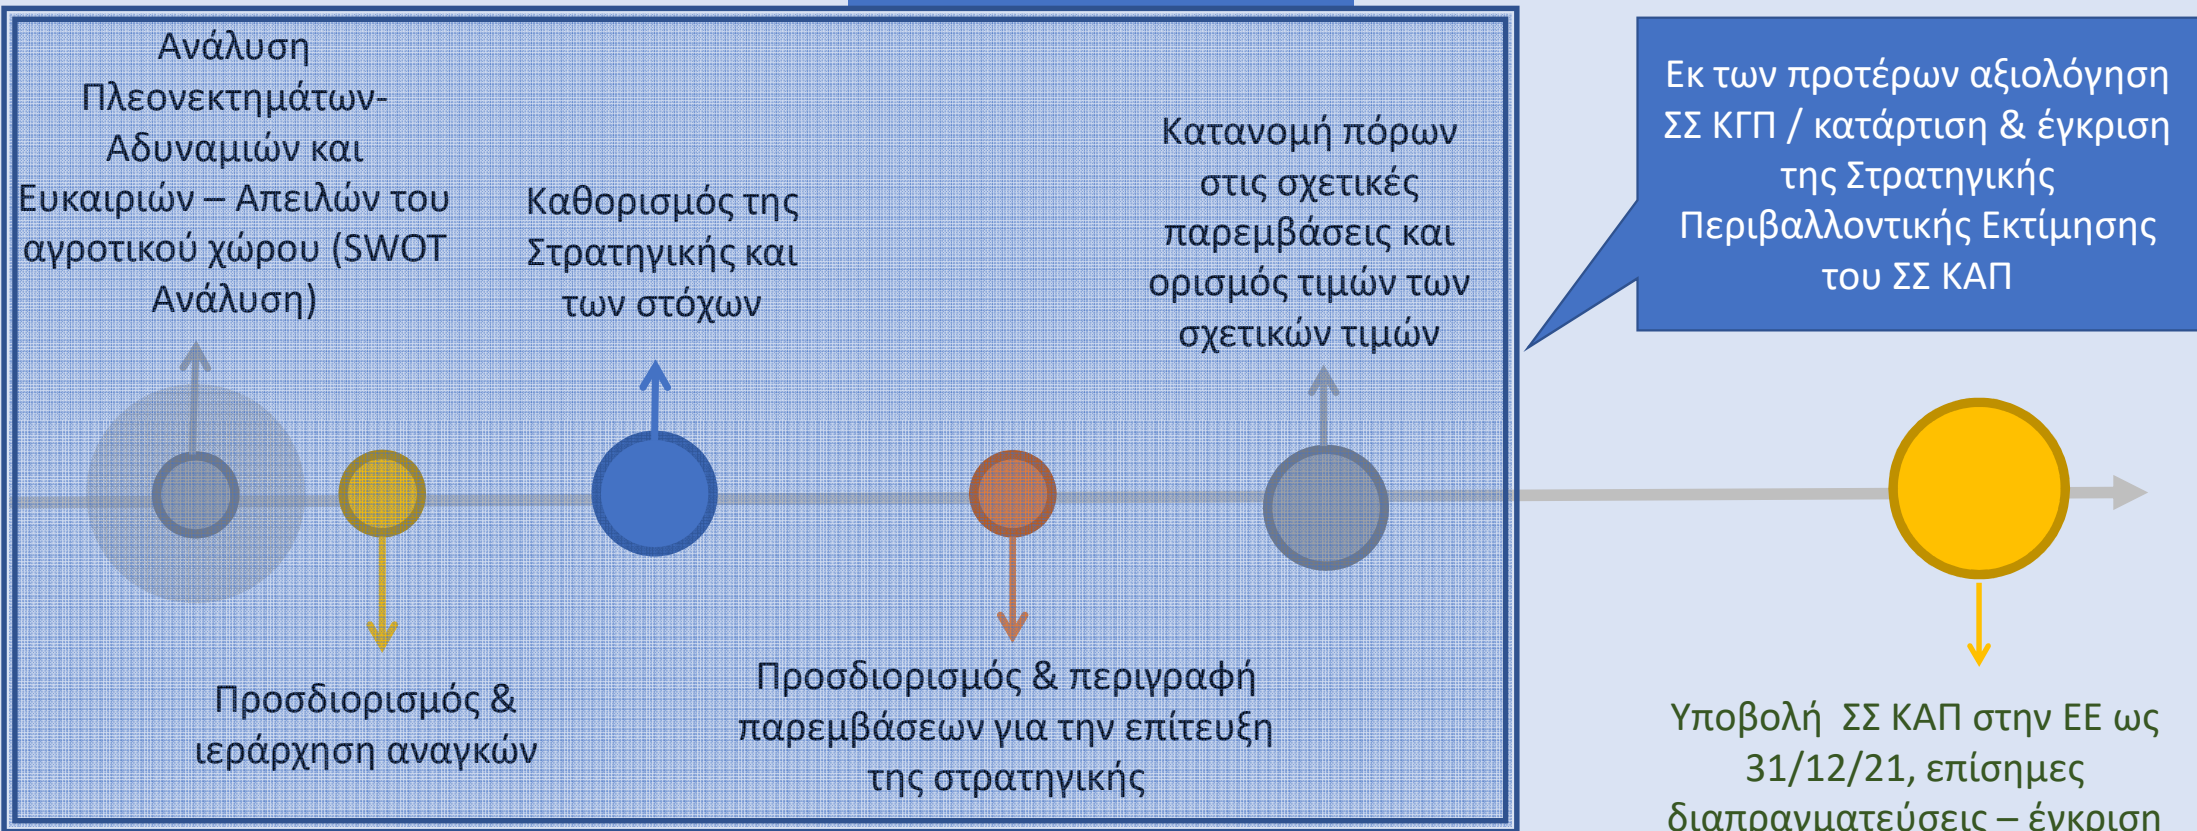 Ανάλυση
Πλεονεκτημάτων-
Αδυναμιών και
Ευκαιριών – Απειλών του
αγροτικού χώρου (SWOT
Ανάλυση)
Καθορισμός της
Στρατηγικής και
των στόχων
Κατανομή πόρων
στις σχετικές
παρεμβάσεις και
ορισμός τιμών των
σχετικών τιμών
Εκ των προτέρων αξιολόγηση
ΣΣ ΚΓΠ / κατάρτιση & έγκριση
της Στρατηγικής
Περιβαλλοντικής Εκτίμησης
του ΣΣ ΚΑΠ
Προσδιορισμός &
ιεράρχηση αναγκών
Προσδιορισμός & περιγραφή
παρεμβάσεων για την επίτευξη
της στρατηγικής
Υποβολή ΣΣ ΚΑΠ στην ΕΕ ως
31/12/21, επίσημες
διαπραγματεύσεις – έγκριση